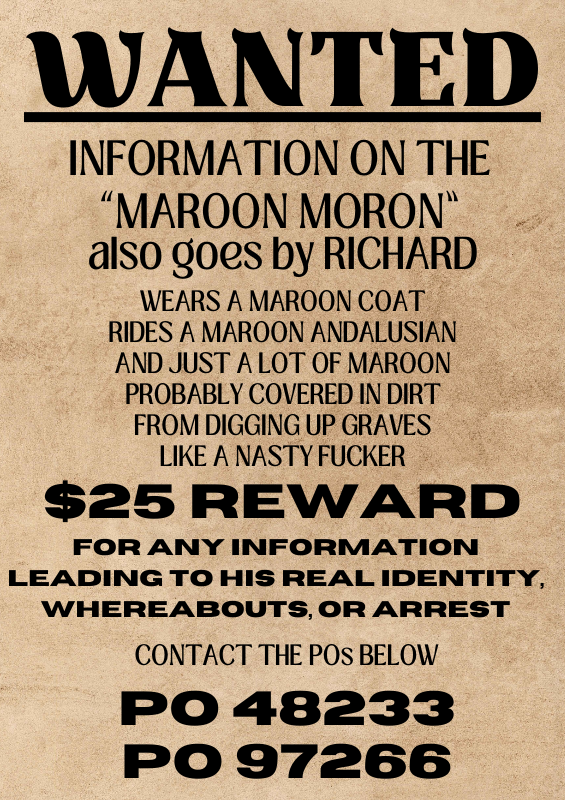 WANTED
INFORMATION ON THE
“MAROON MORON“
also goes by RICHARD
WEARS A MAROON COAT
RIDES A MAROON ANDALUSIAN
AND JUST A LOT OF MAROON
PROBABLY COVERED IN DIRT
FROM DIGGING UP GRAVES
LIKE A NASTY FUCKER
$25 REWARD
FOR ANY INFORMATION
LEADING TO HIS REAL IDENTITY,
WHEREABOUTS, OR ARREST
CONTACT THE POs BELOW
PO 48233
PO 97266